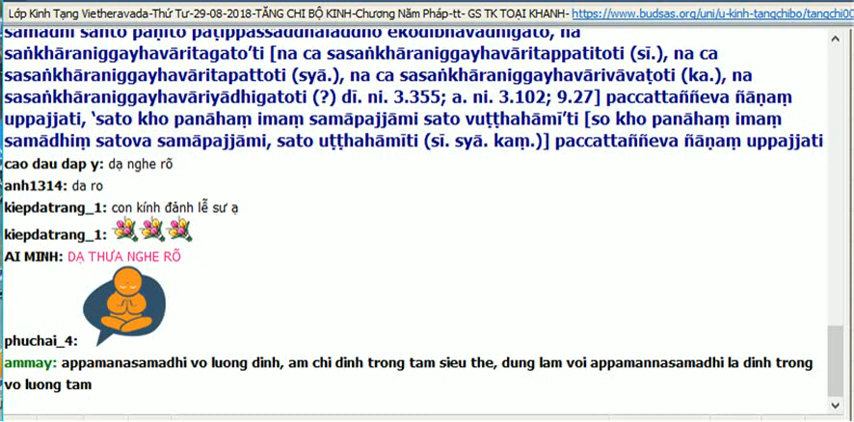 Lớp Kinh Tạng Vietheravada-Thứ Tư-29-08-2018-TĂNG CHI BỘ KINH-Chương Năm Pháp-tt- GS TK TOẠI KHANH- https://www.budsas.org/uni/u-kinh-tangchibo/tangchi0
samādhi santo paṇīto paṭippassaddhaladdho ekodibhāvādhigato, na
saṅkhāraniggayhavāritagato’ti [na ca sasaṅkhāraniggayhavāritappatitoti (sī.), na ca
sasaṅkhāraniggayhavāritapattoti (syā.), na ca sasaṅkhāraniggayhavārivāvaṭoti (ka.), na
sasaṅkhāraniggayhavāriyādhigatoti (?) dī. ni. 3.355; a. ni. 3.102; 9.27] paccattaññeva ñāṇaṃ
uppajjati, ‘sato kho panāhaṃ imaṃ samāpajjāmi sato vuṭṭhahāmī’ti [so kho panāhaṃ imaṃ
samādhiṃ satova samāpajjāmi, sato uṭṭhahāmīti (sī. syā. kaṃ.)] paccattaññeva ñāṇaṃ uppajjati
cao dau dap y: dạ nghe rõ
anh1314: da ro
kiepdatrang_1: con kính đảnh lễ sư ạ
kiepdatrang_1:
AI MINH: DẠ THƯA NGHE RÕ
phuchai_4:
ammay: appamanasamadhi vo luong dinh, am chi dinh trong tam sieu the, dung lam voi appamannasamadhi la dinh trong
vo luong tam